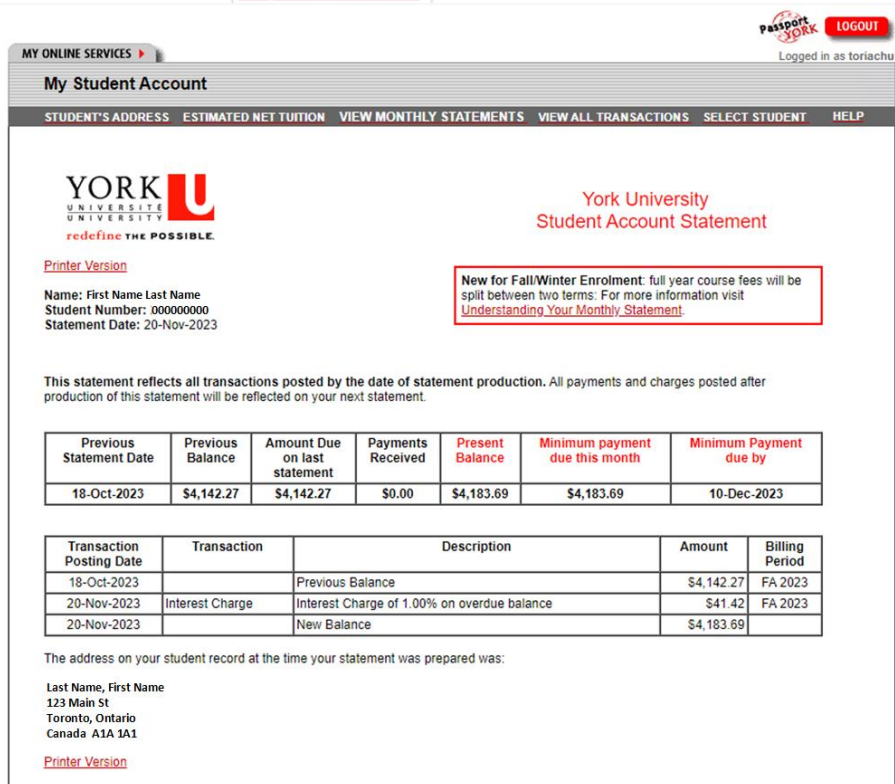 Passport
YORK
LOGOUT
MY ONLINE SERVICES
Logged in as toriachu
My Student Account
STUDENT'S ADDRESS ESTIMATED NET TUITION VIEW MONTHLY STATEMENTS VIEW ALL TRANSACTIONS SELECT STUDENT HELP
YORK U
UNIVERSITÉ
UNIVERSITY
redefine THE POSSIBLE.
York University
Student Account Statement
Printer Version
New for Fall/Winter Enrolment: full year course fees will be
split between two terms: For more information visit
Understanding Your Monthly Statement.
Name: First Name Last Name
Student Number: 000000000
Statement Date: 20-Nov-2023
This statement reflects all transactions posted by the date of statement production. All payments and charges posted after
production of this statement will be reflected on your next statement.
Previous Statement Date Previous Balance Amount Due on last statement Payments Received Present Balance Minimum payment due this month Minimum Payment due by
18-Oct-2023 $4,142.27 $4,142.27 $0.00 $4,183.69 $4,183.69 10-Dec-2023
Transaction Posting Date Transaction Description Amount Billing Period
18-Oct-2023 Previous Balance $4,142.27 FA 2023
20-Nov-2023 Interest Charge Interest Charge of 1.00% on overdue balance $41.42 FA 2023
20-Nov-2023 New Balance $4,183.69
The address on your student record at the time your statement was prepared was:
Last Name, First Name
123 Main St
Toronto, Ontario
Canada A1A 1A1
Printer Version